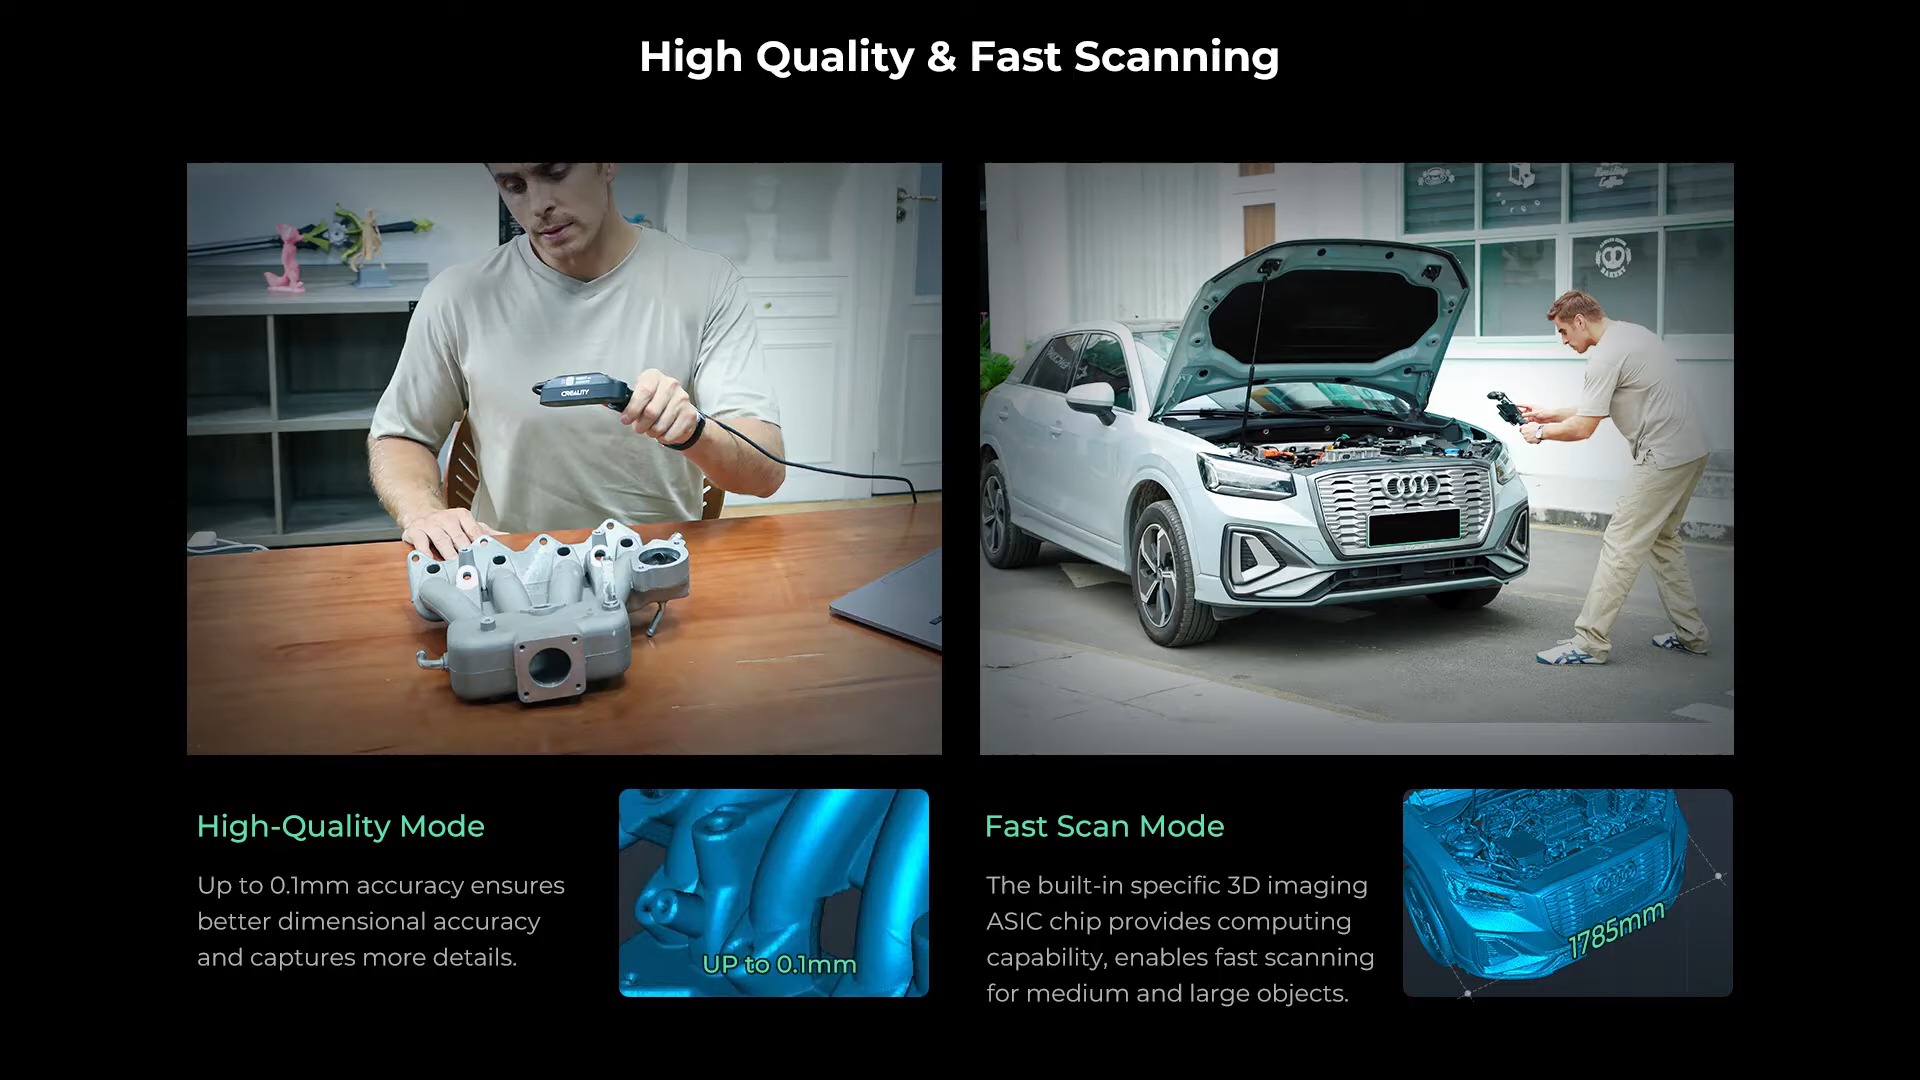 High Quality & Fast Scanning
CREALITY
BAKERY
High-Quality Mode
Up to 0.1mm accuracy ensures
better dimensional accuracy
and captures more details.
UP to 0.1mm
Fast Scan Mode
The built-in specific 3D imaging
ASIC chip provides computing
capability, enables fast scanning
for medium and large objects.
1785mm